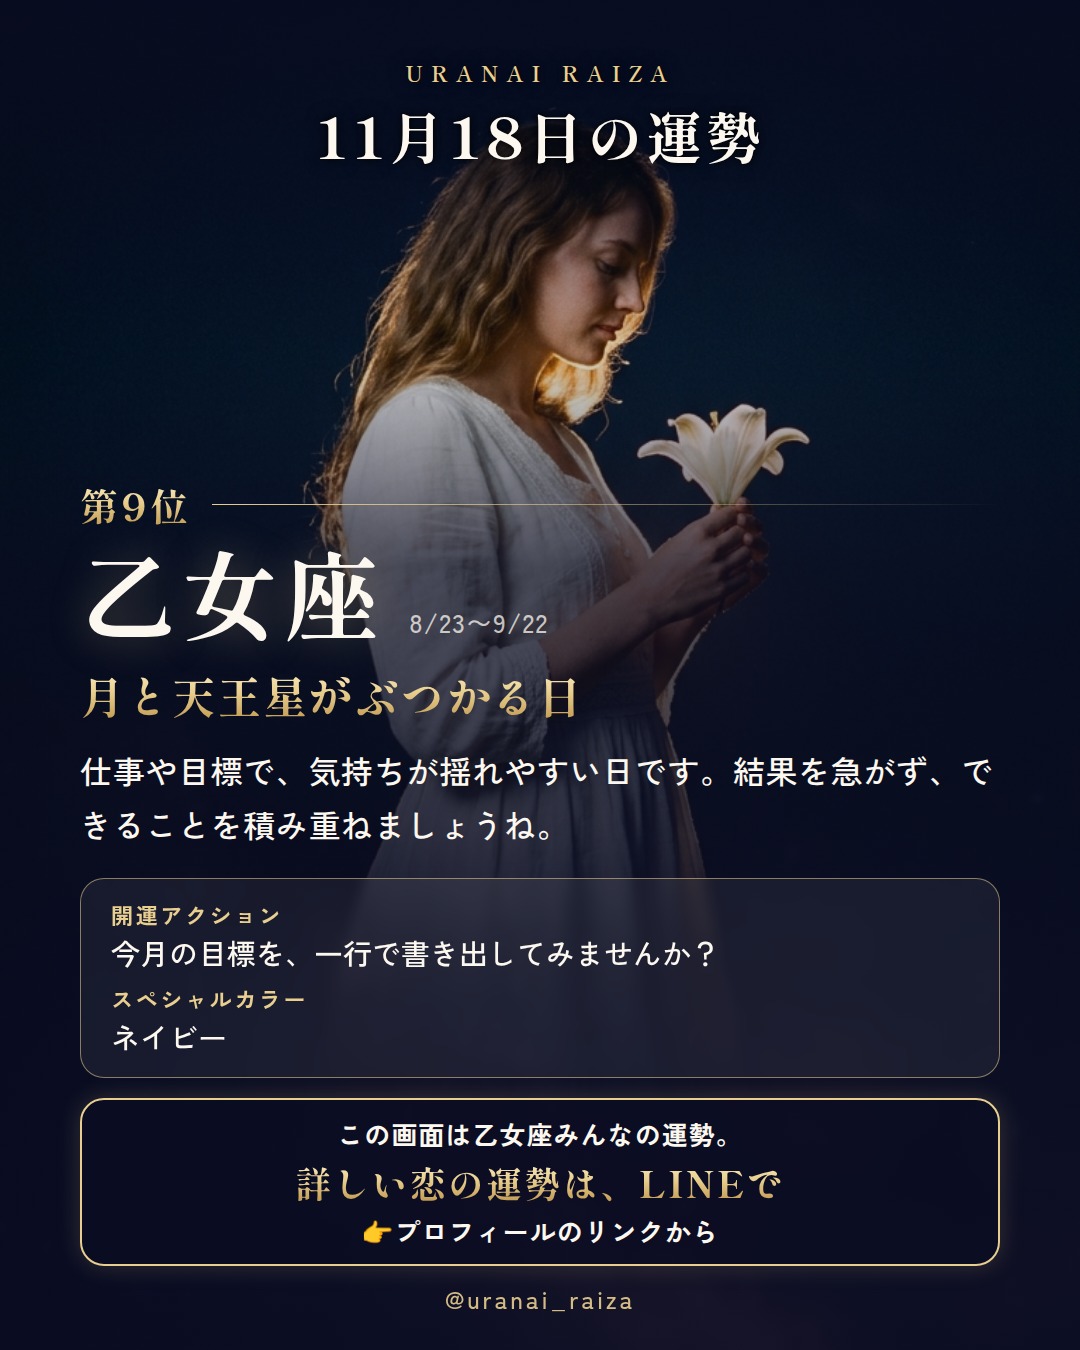 URANAI RAIZA
11月18日の運勢
第9位
乙女座 8/23〜9/22
月と天王星がぶつかる日
仕事や目標で、気持ちが揺れやすい日です。結果を急がず、で
きることを積み重ねましょうね。
開運アクション
今月の目標を、一行で書き出してみませんか？
スペシャルカラー
ネイビー
この画面は乙女座みんなの運勢。
詳しい恋の運勢は、LINEで
👉プロフィールのリンクから
@uranai_raiza